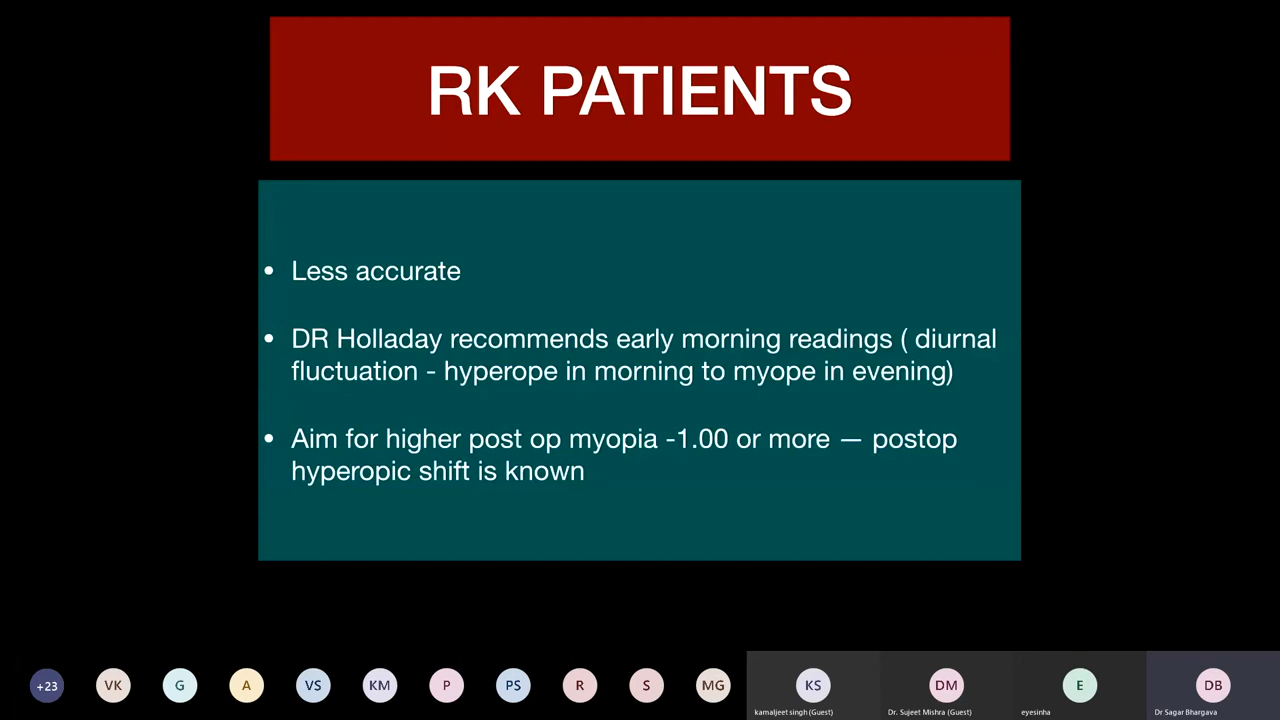 RK PATIENTS
• Less accurate
• DR Holladay recommends early morning readings ( diurnal
fluctuation - hyperope in morning to myope in evening)
• Aim for higher post op myopia -1.00 or more — postop
hyperopic shift is known
+23 VK G A VS KM P PS R S MG KS DM E DB
kamaljeet singh (Guest) Dr. Sujeet Mishra (Guest) eyesinha Dr Sagar Bhargava